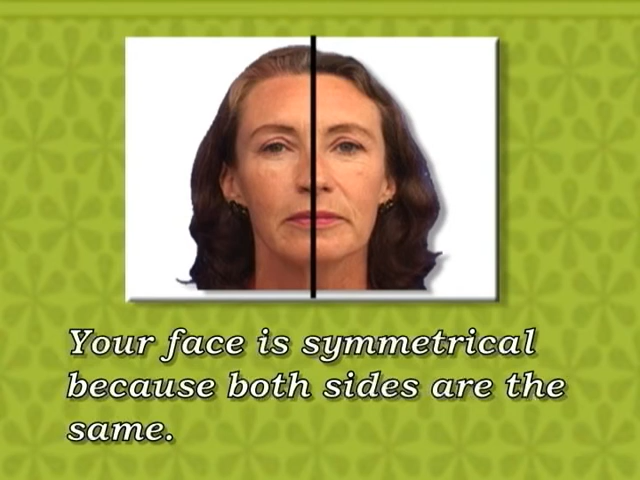 Your face is symmetrical
because both sides are the
same.